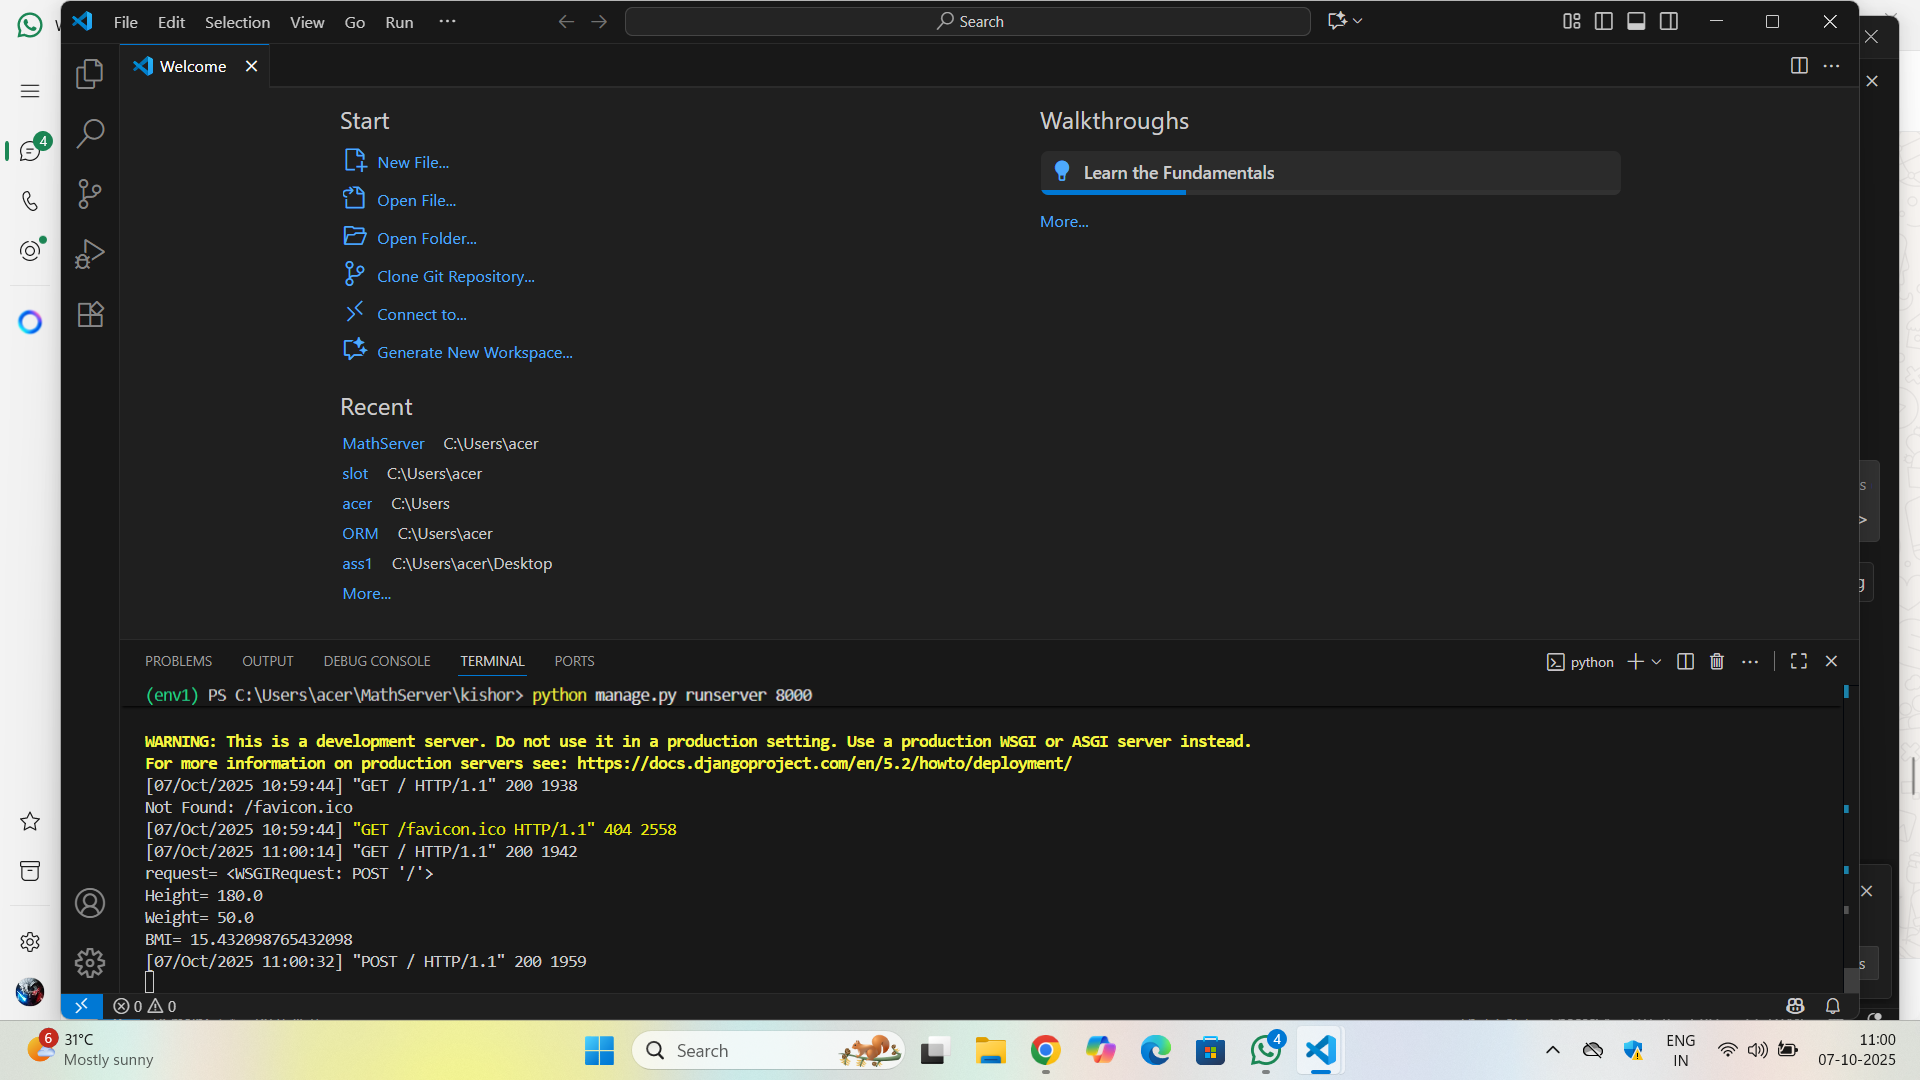 File Edit Selection View Go Run ···
Search
Welcome
Start
New File...
Open File...
Open Folder...
Clone Git Repository...
Connect to...
Generate New Workspace...
Recent
MathServer C:\Users\acer
slot C:\Users\acer
acer C:\Users
ORM C:\Users\acer
ass1 C:\Users\acer\Desktop
More...
Walkthroughs
Learn the Fundamentals
More...
4
PROBLEMS OUTPUT DEBUG CONSOLE TERMINAL PORTS
python
(env1) PS C:\Users\acer\MathServer\kishor> python manage.py runserver 8000
WARNING: This is a development server. Do not use it in a production setting. Use a production WSGI or ASGI server instead.
For more information on production servers see: https://docs.djangoproject.com/en/5.2/howto/deployment/
[07/Oct/2025 10:59:44] "GET / HTTP/1.1" 200 1938
Not Found: /favicon.ico
[07/Oct/2025 10:59:44] "GET /favicon.ico HTTP/1.1" 404 2558
[07/Oct/2025 11:00:14] "GET / HTTP/1.1" 200 1942
request= <WSGIRequest: POST '/'>
Height= 180.0
Weight= 50.0
BMI= 15.432098765432098
[07/Oct/2025 11:00:32] "POST / HTTP/1.1" 200 1959
0 0
6
31°C
Mostly sunny
Search
4
ENG
IN
11:00
07-10-2025